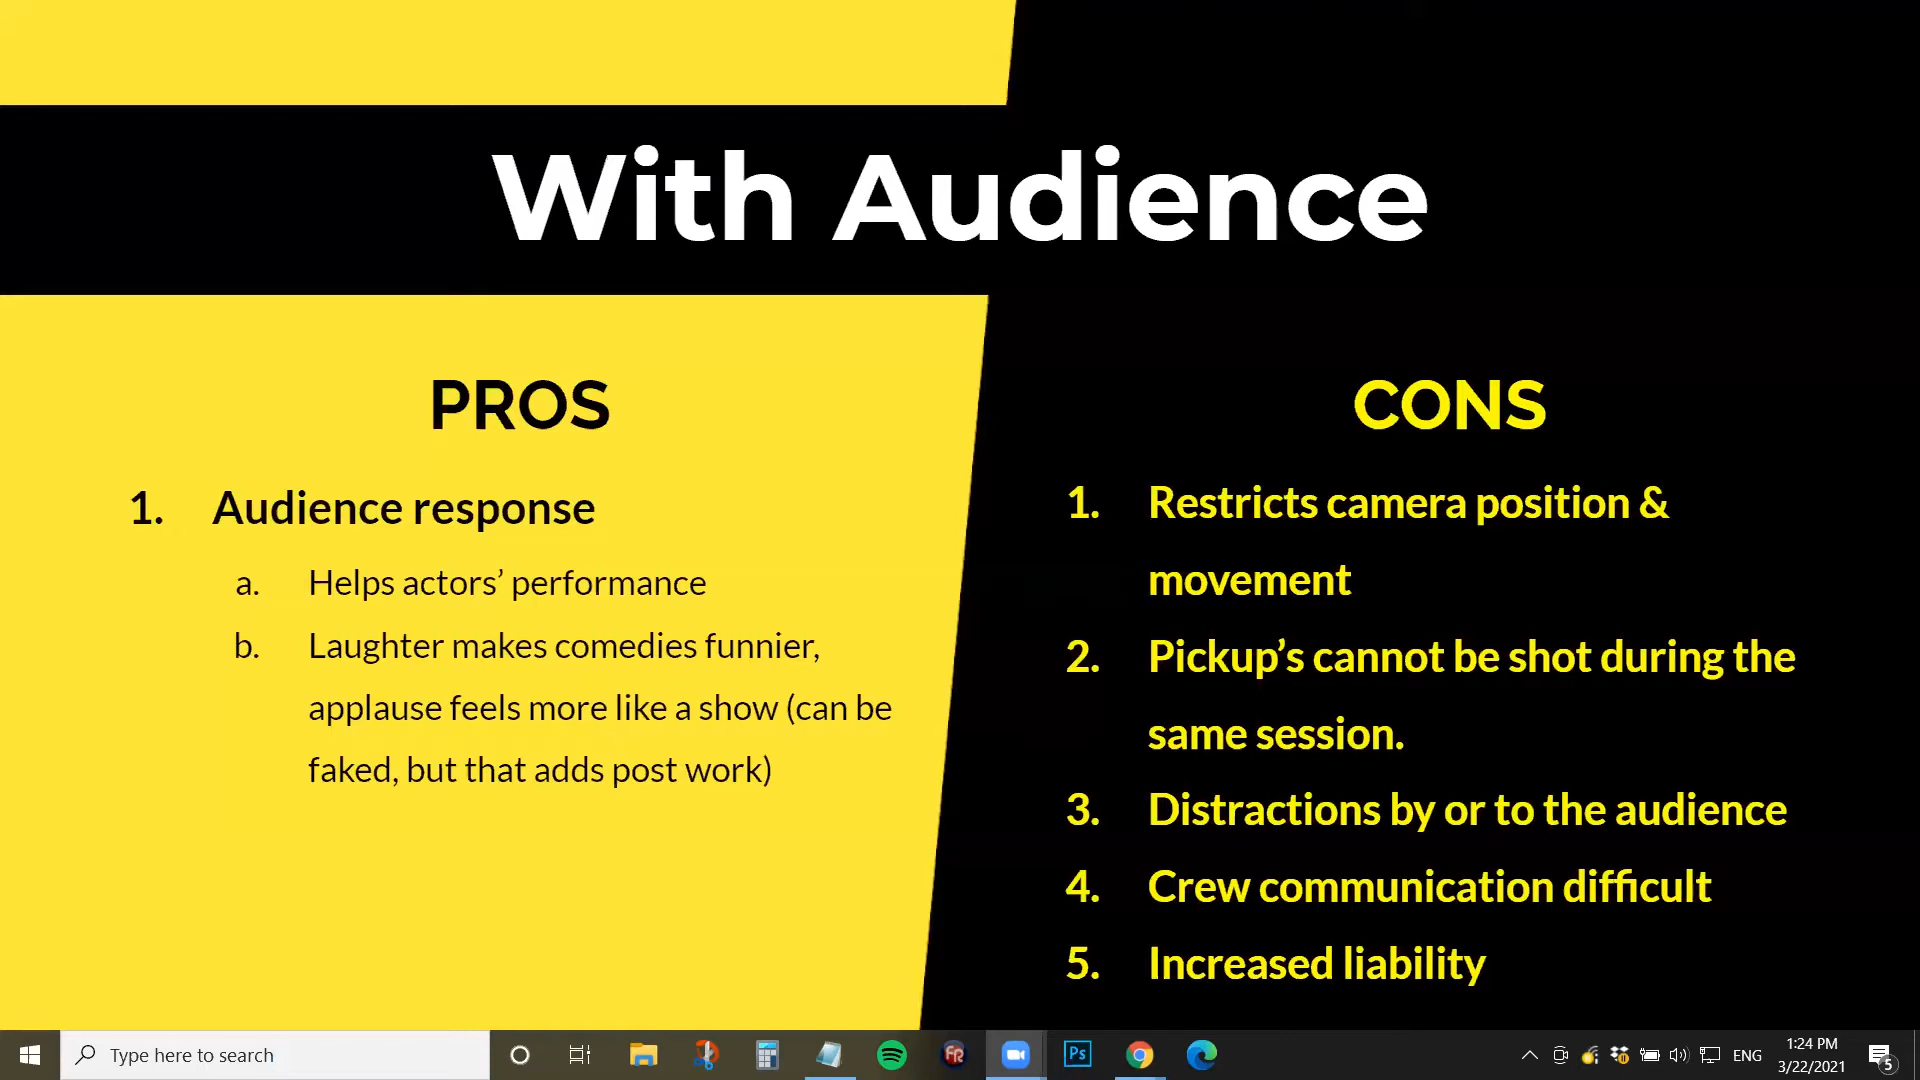 With Audience
PROS
1. Audience response
a. Helps actors’ performance
b. Laughter makes comedies funnier,
applause feels more like a show (can be
faked, but that adds post work)
CONS
1. Restricts camera position &
movement
2. Pickup’s cannot be shot during the
same session.
3. Distractions by or to the audience
4. Crew communication difficult
5. Increased liability
Type here to search
FR
Ps
ENG
1:24 PM
3/22/2021
5